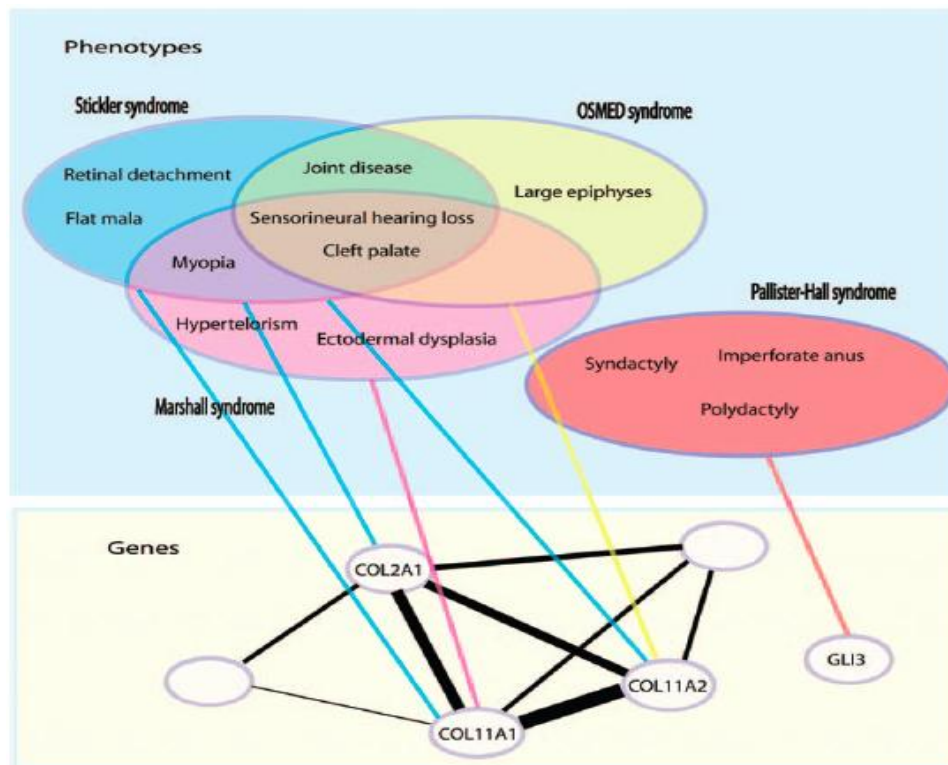 Phenotypes
Stickler syndrome
OSMED syndrome
Retinal detachment
Joint disease
Large epiphyses
Flat mala
Sensorineural hearing loss
Cleft palate
Myopia
Pallister-Hall syndrome
Hypertelorism
Ectodermal dysplasia
Syndactyly
Imperforate anus
Marshall syndrome
Polydactyly
Genes
COL2A1
GLI3
COL11A2
COL11A1